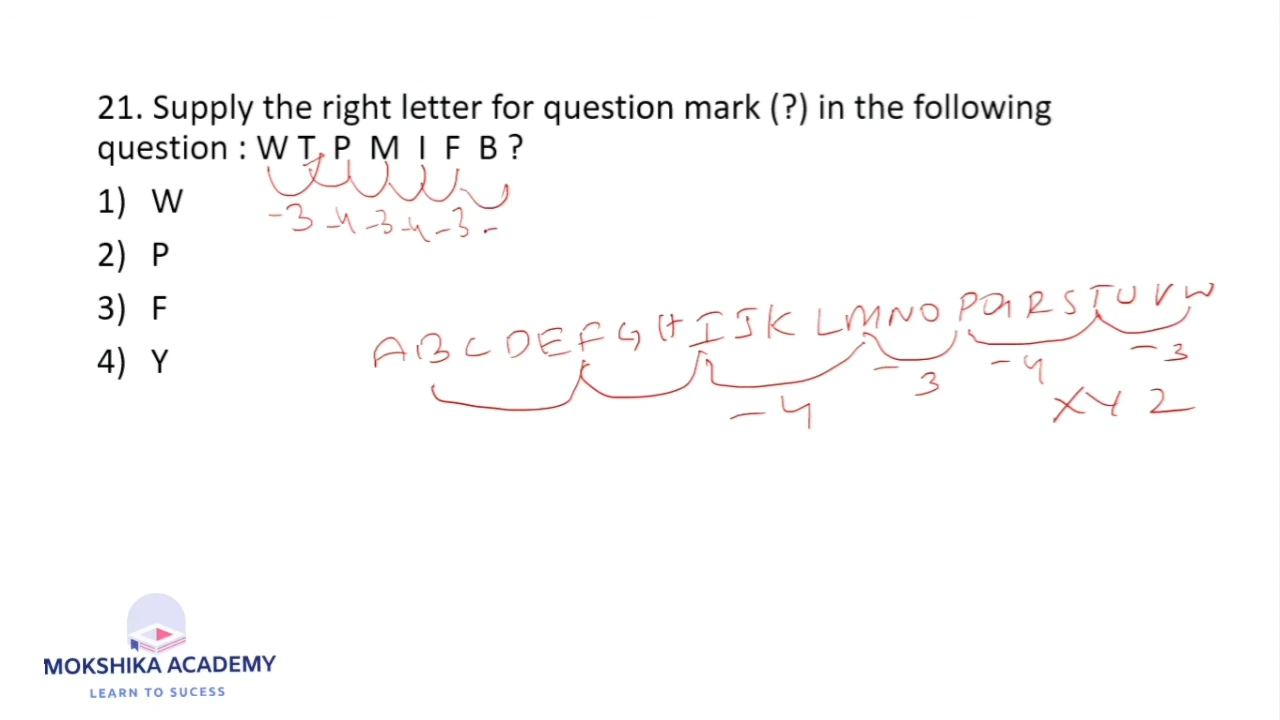 21. Supply the right letter for question mark (?) in the following
question : W T P M I F B ?
1) W
2) P
3) F
4) Y
-3 -4 -3 -4 -3 -
A B C D E F G H I J K L M N O P Q R S T U V W
-4 -3 -4 -3
X Y Z
MOKSHIKA ACADEMY
LEARN TO SUCESS